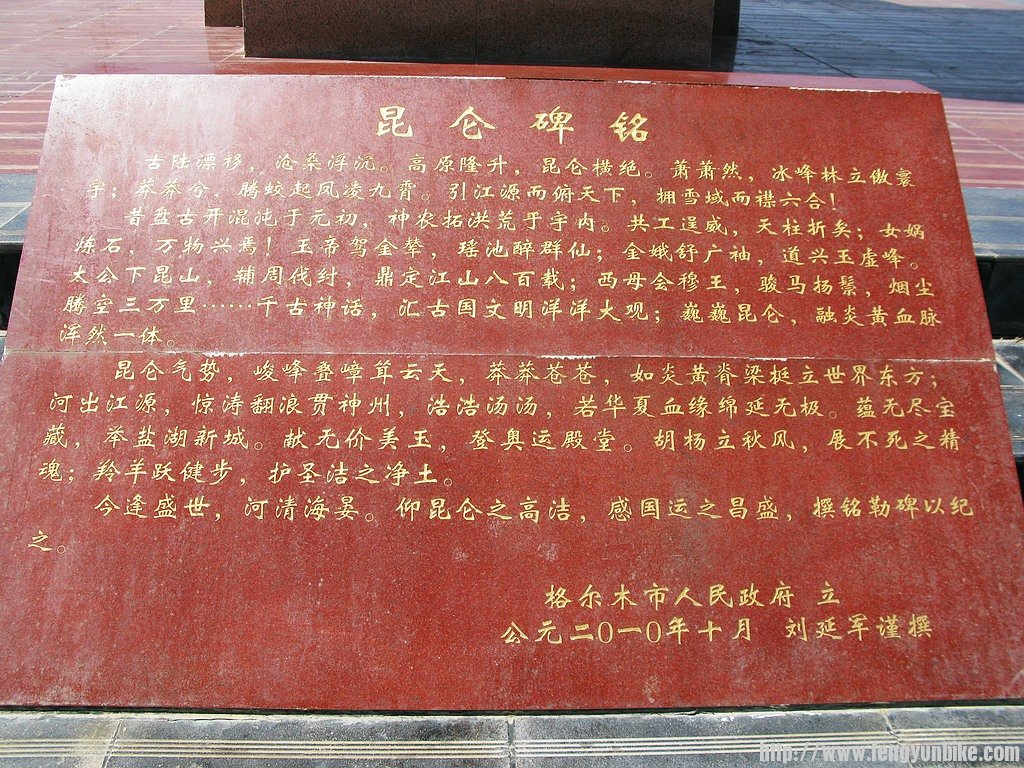 昆仑碑铭
古陆漂移，沧桑浮沉。高原隆升，昆仑横绝。萧萧然，冰峰林立傲寰
宇；莽莽兮，腾蛟起凤凌九霄。引江源而俯天下，拥雪域而襟六合！
昔盘古开混沌于元初，神农拓洪荒乎宇内。共工逞威，天柱折矣；女娲
炼石，万物兴焉！玉帝驾金辇，瑶池醉群仙；金娥舒广袖，道兴玉虚峰。
太公下昆山，辅周伐纣，鼎定江山八百载；西母会穆王，骏马扬鬃，烟尘
腾空三万里……千古神话，汇古国文明洋洋大观；巍巍昆仑，融炎黄血脉
浑然一体。
昆仑气势，峻峰叠嶂耸云天，莽莽苍苍，如炎黄脊梁挺立世界东方；
河出江源，惊涛翻浪贯神州，浩浩汤汤，若华夏血缘绵延无极。蕴无尽宝
藏，举盐湖新城。献无价美玉，登奥运殿堂。胡杨立秋风，展不死之精
魂；羚羊跃健步，护圣洁之净土。
今逢盛世，河清海晏。仰昆仑之高洁，感国运之昌盛，撰铭勒碑以纪
之。
格尔木市人民政府 立
公元二〇一〇年十月 刘延军谨撰
http://www.fengyunbike.com